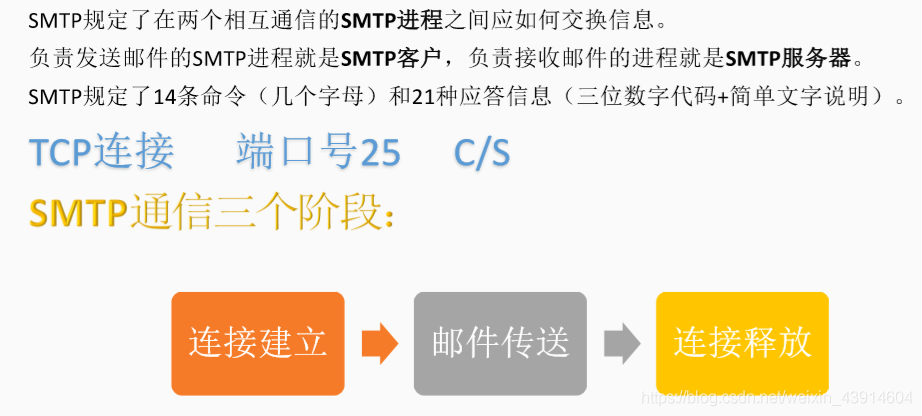 SMTP规定了在两个相互通信的SMTP进程之间应如何交换信息。
负责发送邮件的SMTP进程就是SMTP客户，负责接收邮件的进程就是SMTP服务器。
SMTP规定了14条命令（几个字母）和21种应答信息（三位数字代码+简单文字说明）。
TCP连接 端口号25 C/S
SMTP通信三个阶段：
连接建立 邮件传送 连接释放
https://blog.csdn.net/weixin_43914604